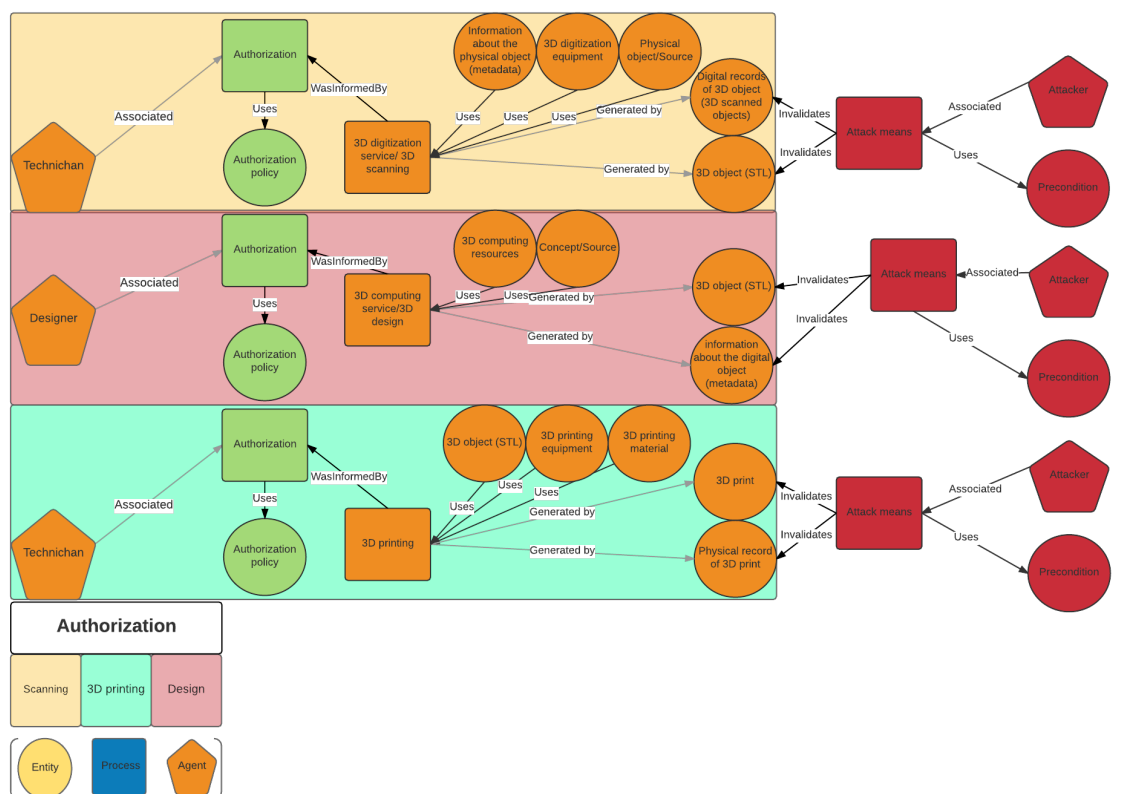 Information
about the
physical object
(metadata)
3D digitization
equipment
Physical
object/Source
Authorization
WasInformedBy
Digital records
of 3D object
(3D scanned
objects)
Attacker
Associated
Uses
Uses
Uses
Uses
Generated by
Invalidates
Associated
Attack means
Technichan
Authorization
policy
3D digitization
service/ 3D
scanning
Generated by
3D object (STL)
Invalidates
Uses
Precondition
Authorization
WasInformedBy
3D computing
resources
Concept/Source
Associated
Uses
Uses
Uses
Generated by
3D object (STL)
Invalidates
Attack means
Associated
Attacker
Designer
Authorization
policy
3D computing
service/3D
design
Generated by
information
about the digital
object
(metadata)
Invalidates
Uses
Precondition
Authorization
WasInformedBy
3D object (STL)
3D printing
equipment
3D printing
material
Associated
Uses
Uses
Uses
Uses
Generated by
3D print
Invalidates
Attack means
Associated
Attacker
Technichan
Authorization
policy
3D printing
Generated by
Physical record
of 3D print
Invalidates
Uses
Precondition
Authorization
Scanning
3D printing
Design
Entity
Process
Agent